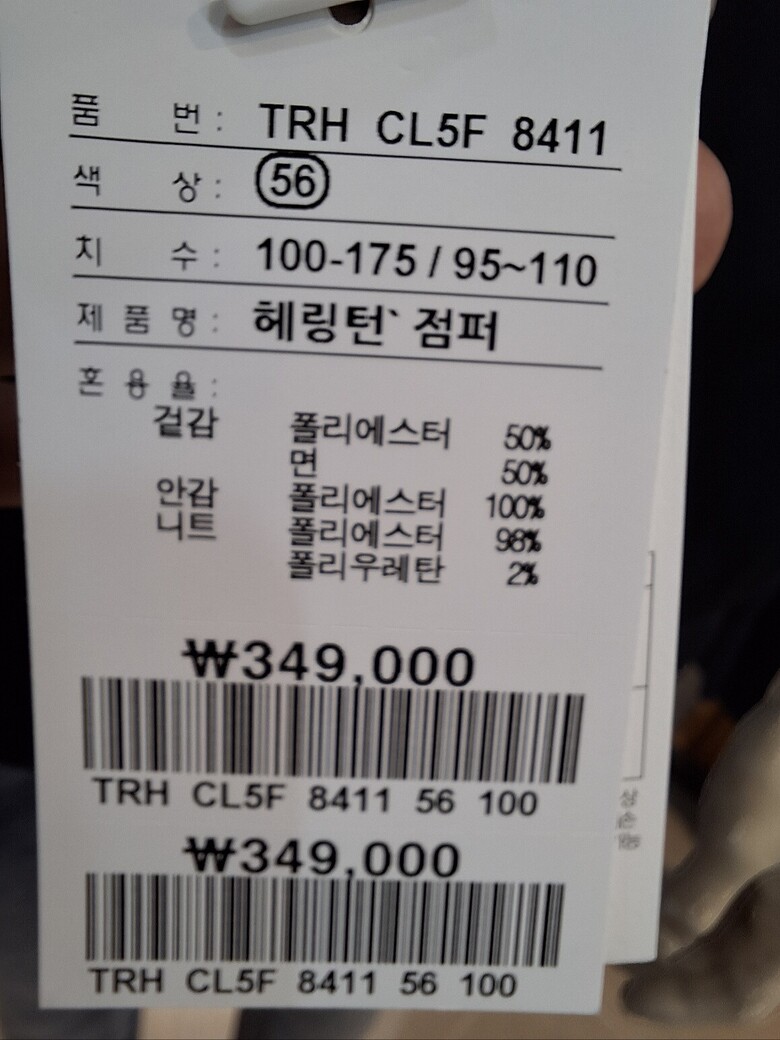 품 번 : TRH CL5F 8411
색 상 : 56
치 수 : 100-175 / 95~110
제 품 명 : 헤링턴` 점퍼
혼 용 율 :
겉감 폴리에스터 50%
면 50%
안감 폴리에스터 100%
니트 폴리에스터 98%
폴리우레탄 2%
₩349,000
TRH CL5F 8411 56 100
₩349,000
TRH CL5F 8411 56 100